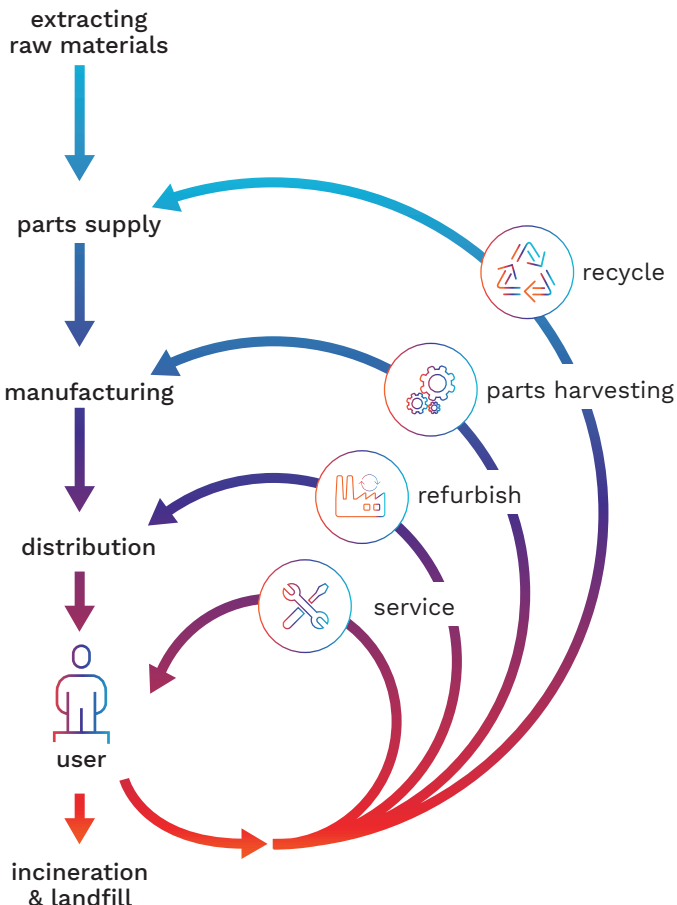 extracting
raw materials
parts supply
recycle
manufacturing
parts harvesting
refurbish
distribution
service
user
incineration
& landfill